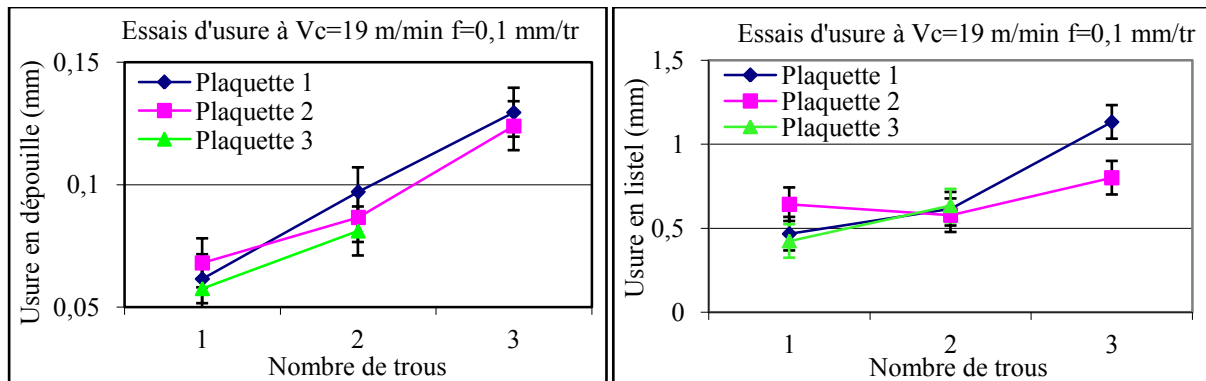 Essais d'usure à Vc=19 m/min f=0,1 mm/tr
0,15
0,1
0,05
Usure en dépouille (mm)
Plaquette 1
Plaquette 2
Plaquette 3
1 2 3
Nombre de trous
Essais d'usure à Vc=19 m/min f=0,1 mm/tr
1,5
1
0,5
0
Usure en listel (mm)
Plaquette 1
Plaquette 2
Plaquette 3
1 2 3
Nombre de trous